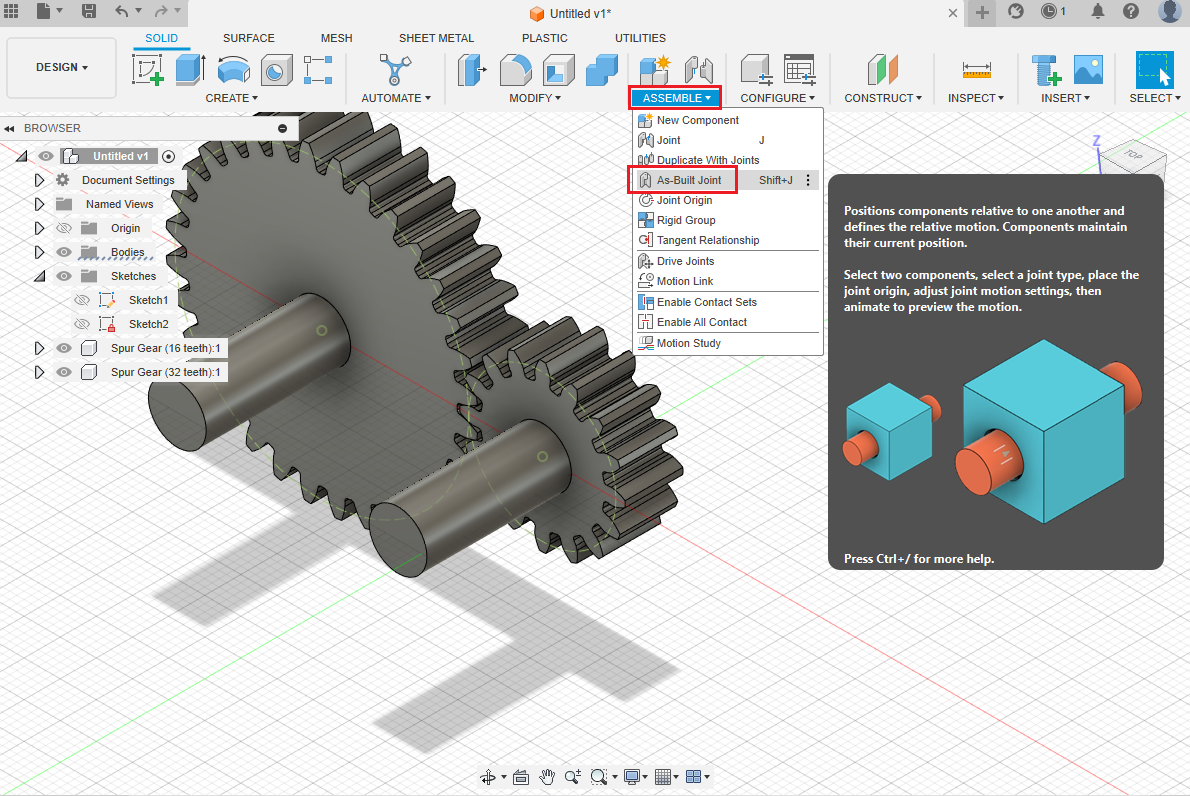 Untitled v1*
1
SOLID
SURFACE
MESH
SHEET METAL
PLASTIC
UTILITIES
DESIGN
CREATE
AUTOMATE
MODIFY
ASSEMBLE
CONFIGURE
CONSTRUCT
INSPECT
INSERT
SELECT
BROWSER
Untitled v1
Document Settings
Named Views
Origin
Bodies
Sketches
Sketch1
Sketch2
Spur Gear (16 teeth):1
Spur Gear (32 teeth):1
New Component
Joint J
Duplicate With Joints
As-Built Joint Shift+J
Joint Origin
Rigid Group
Tangent Relationship
Drive Joints
Motion Link
Enable Contact Sets
Enable All Contact
Motion Study
Z
TOP
Positions components relative to one another and
defines the relative motion. Components maintain
their current position.
Select two components, select a joint type, place the
joint origin, adjust joint motion settings, then
animate to preview the motion.
Press Ctrl+/ for more help.